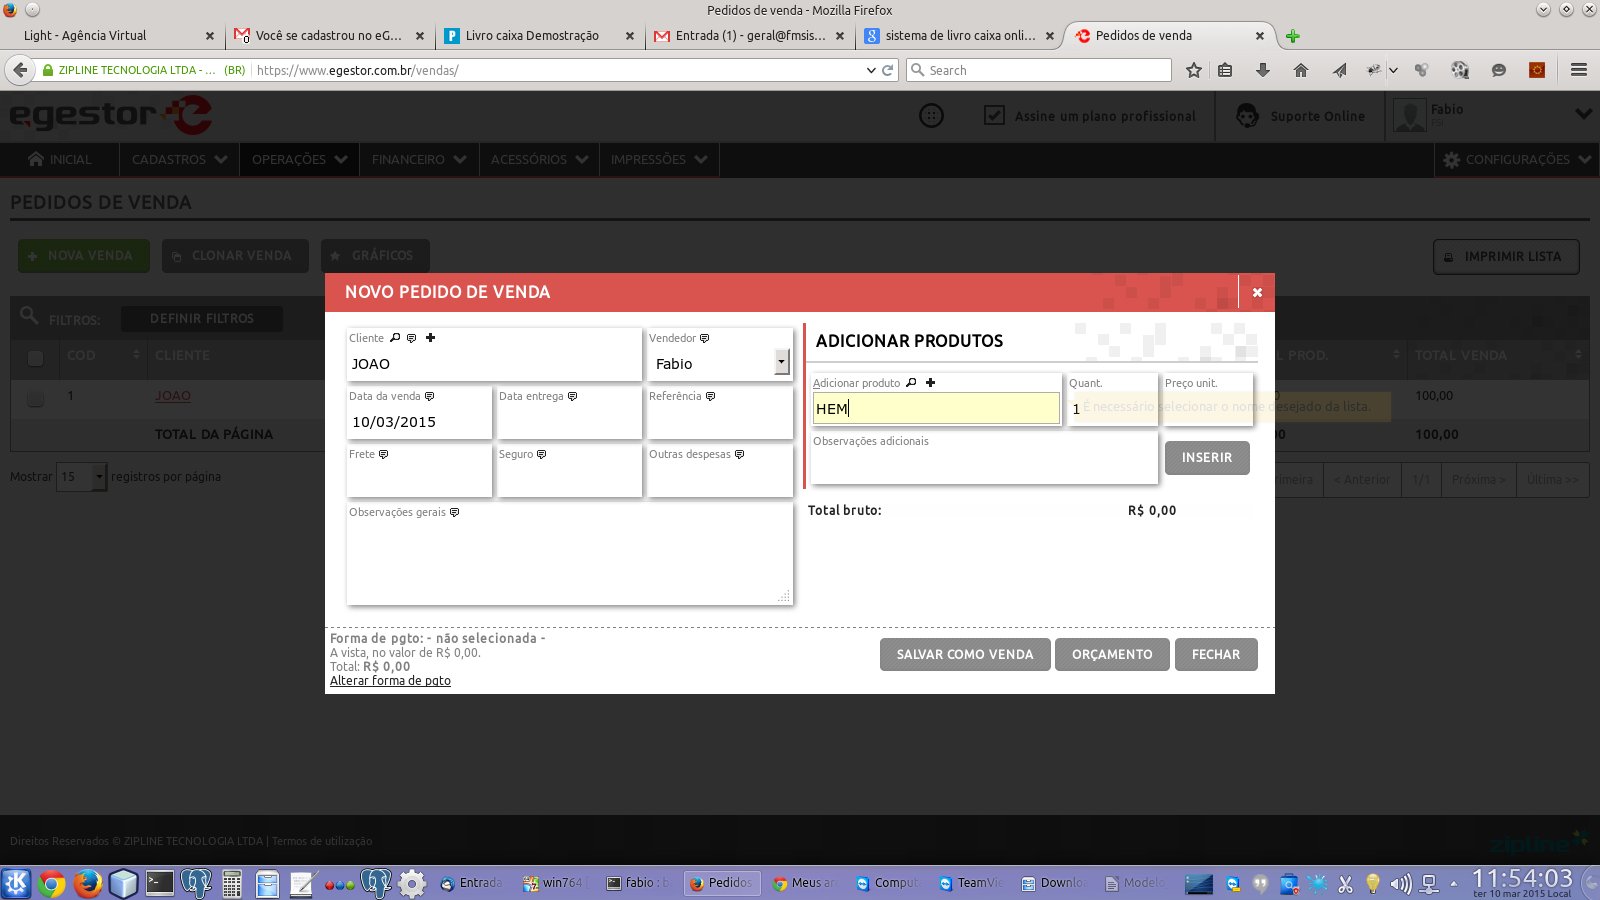 Pedidos de venda - Mozilla Firefox
Light - Agência Virtual
Você se cadastrou no eG...
Livro caixa Demostração
Entrada (1) - geral@fmsis...
sistema de livro caixa onli...
Pedidos de venda
ZIPLINE TECNOLOGIA LTDA - ... (BR)
https://www.egestor.com.br/vendas/
Search
egestor
Assine um plano profissional
Suporte Online
Fabio
INICIAL
CADASTROS
OPERAÇÕES
FINANCEIRO
ACESSÓRIOS
IMPRESSÕES
CONFIGURAÇÕES
PEDIDOS DE VENDA
NOVA VENDA
CLONAR VENDA
GRÁFICOS
IMPRIMIR LISTA
NOVO PEDIDO DE VENDA
FILTROS:
DEFINIR FILTROS
COD
CLIENTE
PROD.
TOTAL VENDA
1
JOAO
100,00
TOTAL DA PÁGINA
100,00
Mostrar 15 registros por página
< Anterior
1/1
Próxima >
Última >>
Cliente
JOAO
Vendedor
Fabio
Data da venda
10/03/2015
Data entrega
Referência
Frete
Seguro
Outras despesas
Observações gerais
ADICIONAR PRODUTOS
Adicionar produto
HEM
Quant.
1
Preço unit.
É necessário selecionar o nome desejado da lista.
Observações adicionais
INSERIR
Total bruto:
R$ 0,00
Forma de pgto: - não selecionada -
A vista, no valor de R$ 0,00.
Total: R$ 0,00
Alterar forma de pgto
SALVAR COMO VENDA
ORÇAMENTO
FECHAR
Direitos Reservados © ZIPLINE TECNOLOGIA LTDA | Termos de utilização
zipline
Entrada
win764
fabio : b
Pedidos
Meus ar
Comput
TeamVie
Downlo
Modelo
11:54:03
ter 10 mar 2015 Local